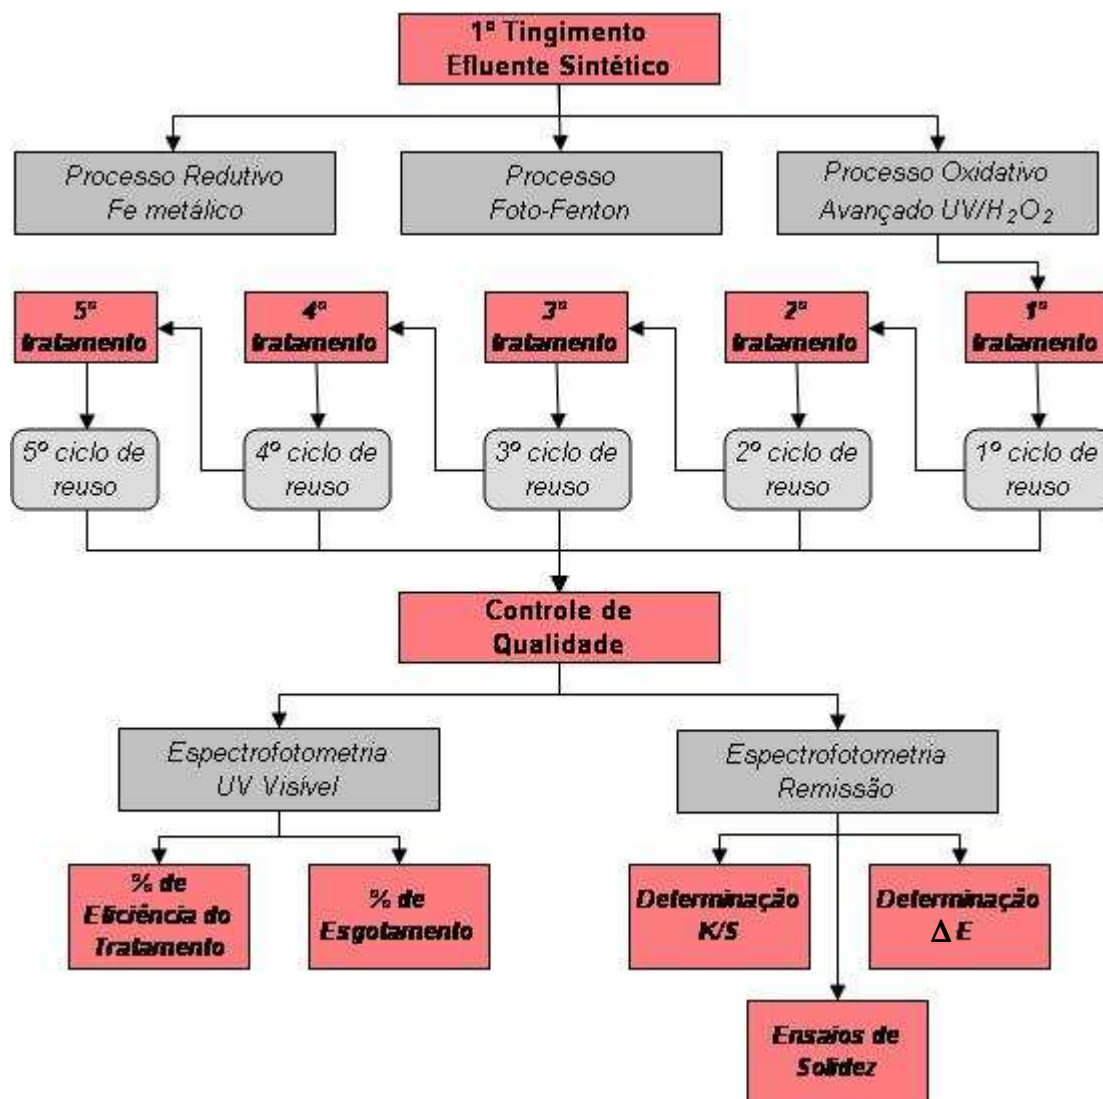 1º Tingimento
Efluente Sintético
Processo Redutivo
Fe metálico
Processo
Foto-Fenton
Processo Oxidativo
Avançado UV/H₂O₂
5º
tratamento
4º
tratamento
3º
tratamento
2º
tratamento
1º
tratamento
5º ciclo de
reuso
4º ciclo de
reuso
3º ciclo de
reuso
2º ciclo de
reuso
1º ciclo de
reuso
Controle de
Qualidade
Espectrofotometria
UV Visível
Espectrofotometria
Remissão
% de
Eficiência do
Tratamento
% de
Esgotamento
Determinação
K/S
Determinação
Δ E
Ensaios de
Solidez